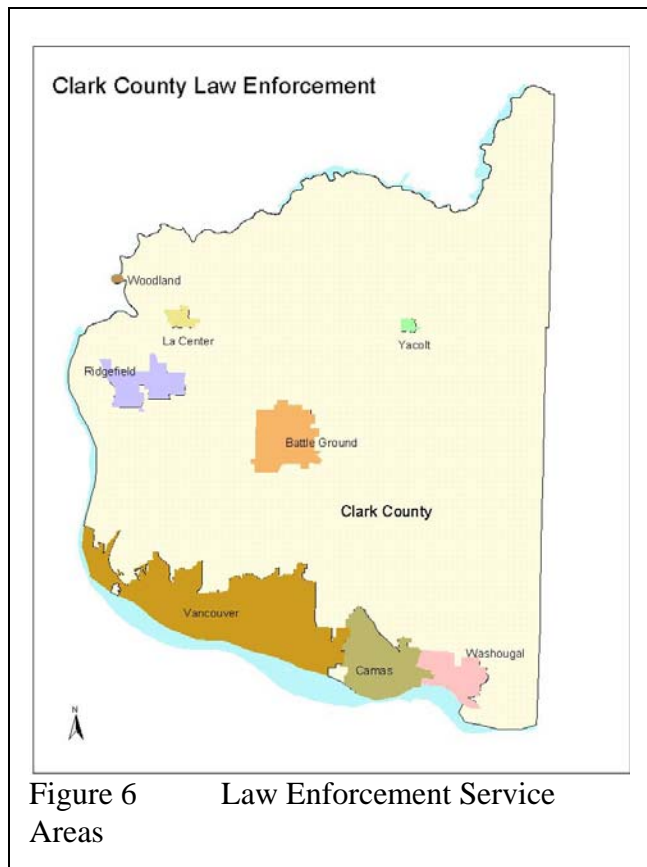 Clark County Law Enforcement
Woodland
La Center
Yacolt
Ridgefield
Battle Ground
Clark County
Vancouver
Washougal
Camas
N
Figure 6 Law Enforcement Service
Areas